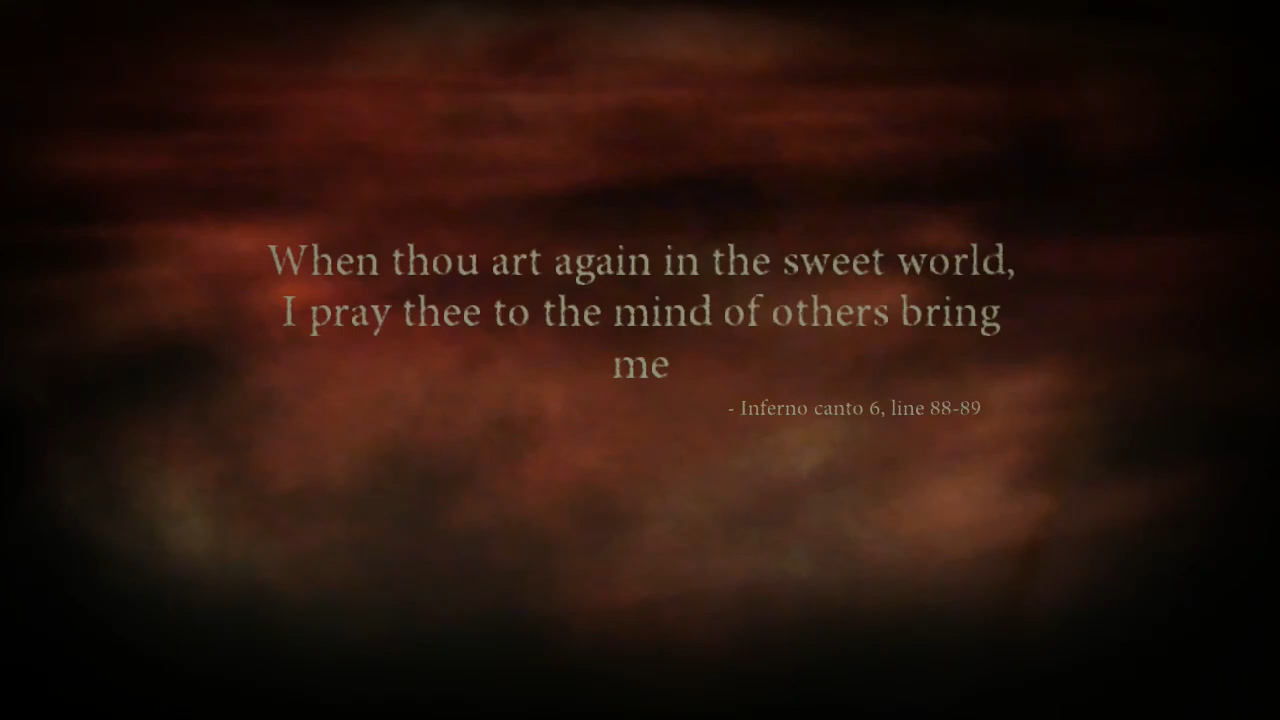 When thou art again in the sweet world,
I pray thee to the mind of others bring
me
- Inferno canto 6, line 88-89